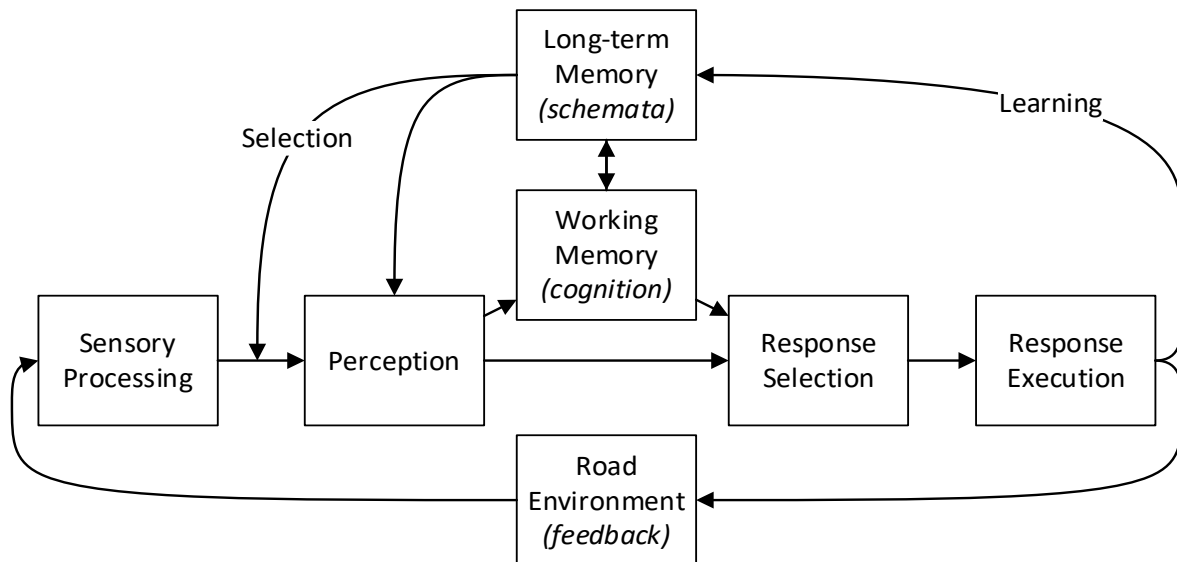 Long-term
Memory
(schemata)
Learning
Selection
Working
Memory
(cognition)
Sensory
Processing
Perception
Response
Selection
Response
Execution
Road
Environment
(feedback)